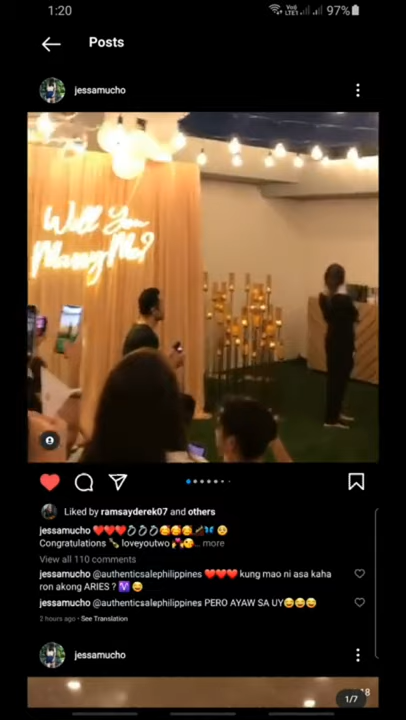 1:20
Vo)) LTE1 97%
Posts
jessamucho
Will You
Marry Me?
Liked by ramsayderek07 and others
jessamucho ❤️❤️❤️💍💍💍🥰🥰🥰🍾🦋🥹
Congratulations 🍾 loveyoutwo 💞😘... more
View all 110 comments
jessamucho @authenticsalephilippines ❤️❤️❤️ kung mao ni asa kaha
ron akong ARIES ? ♈ 😅
jessamucho @authenticsalephilippines PERO AYAW SA UY😂😂😂
2 hours ago · See Translation
jessamucho
1/7